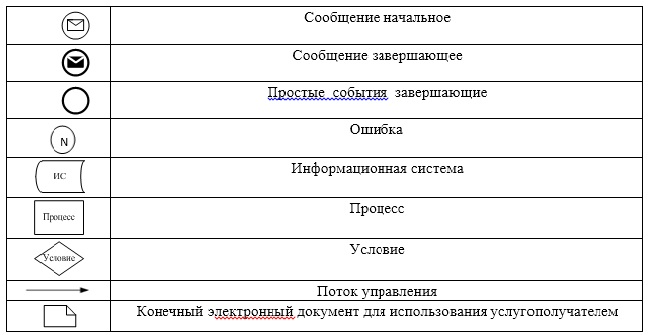 Сообщение начальное
Сообщение завершающее
Простые события завершающие
N
Ошибка
ИС
Информационная система
Процесс
Процесс
Условие
Условие
Поток управления
Конечный электронный документ для использования услугополучателем